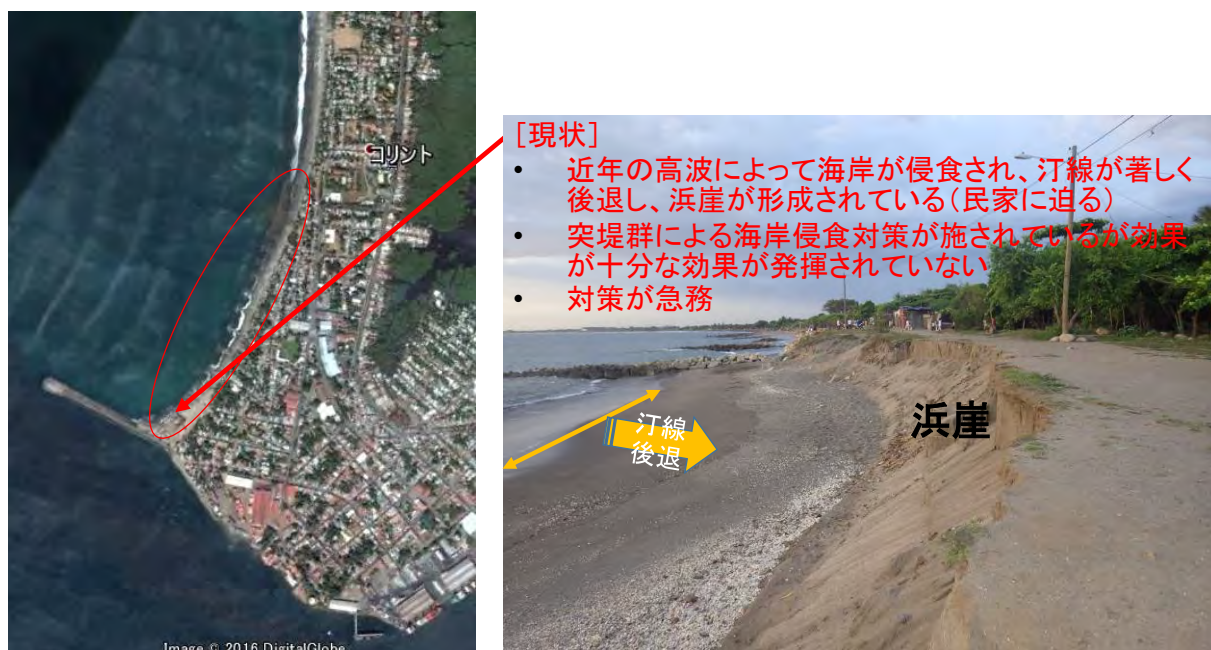 コリント
Image © 2016 DigitalGlobe
[現状]
• 近年の高波によって海岸が侵食され、汀線が著しく
後退し、浜崖が形成されている(民家に迫る)
• 突堤群による海岸侵食対策が施されているが効果
が十分な効果が発揮されていない
• 対策が急務
浜崖
汀線
後退